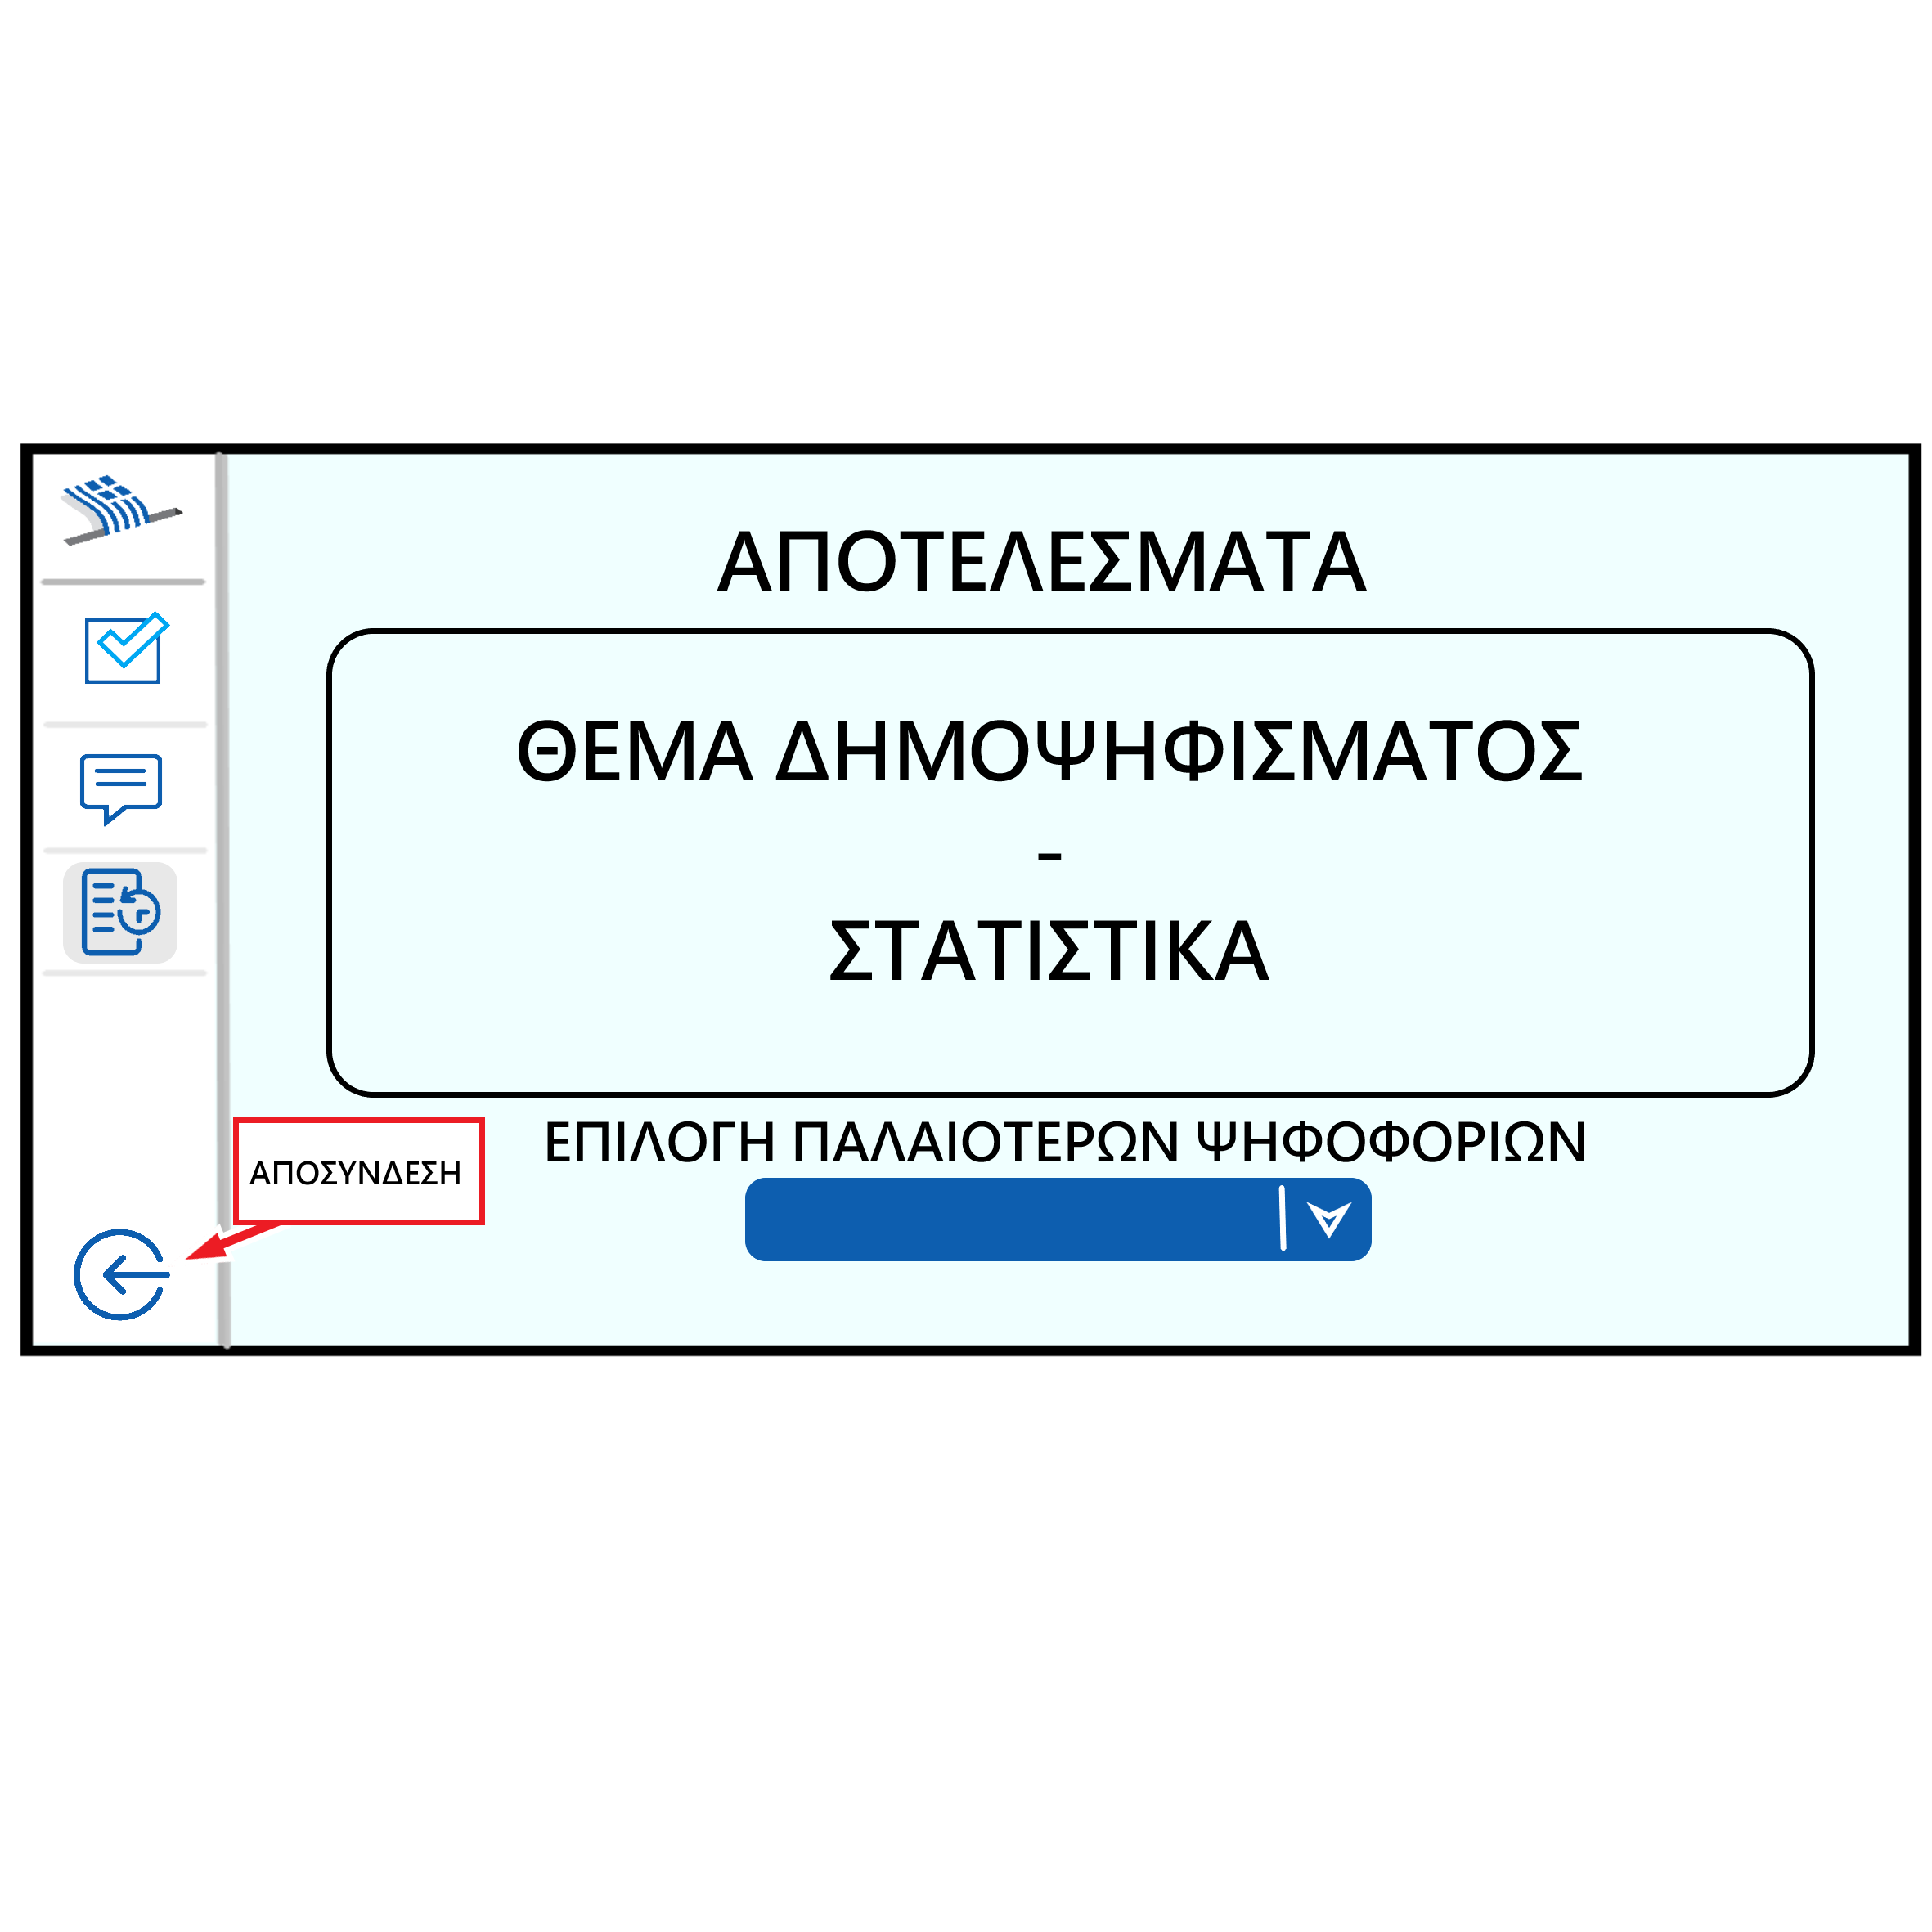 ΑΠΟΤΕΛΕΣΜΑΤΑ
ΘΕΜΑ ΔΗΜΟΨΗΦΙΣΜΑΤΟΣ
-
ΣΤΑΤΙΣΤΙΚΑ
ΕΠΙΛΟΓΗ ΠΑΛΑΙΟΤΕΡΩΝ ΨΗΦΟΦΟΡΙΩΝ
ΑΠΟΣΥΝΔΕΣΗ